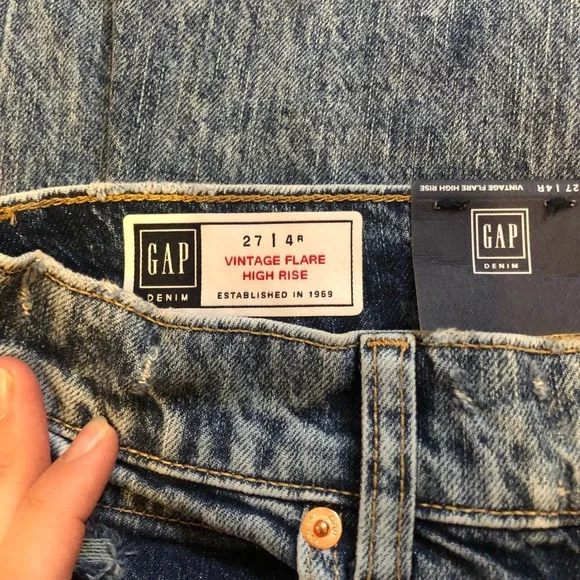 GAP
DENIM
27 | 4R
VINTAGE FLARE
HIGH RISE
ESTABLISHED IN 1969
27 | 4R VINTAGE FLARE HIGH RISE
GAP
DENIM